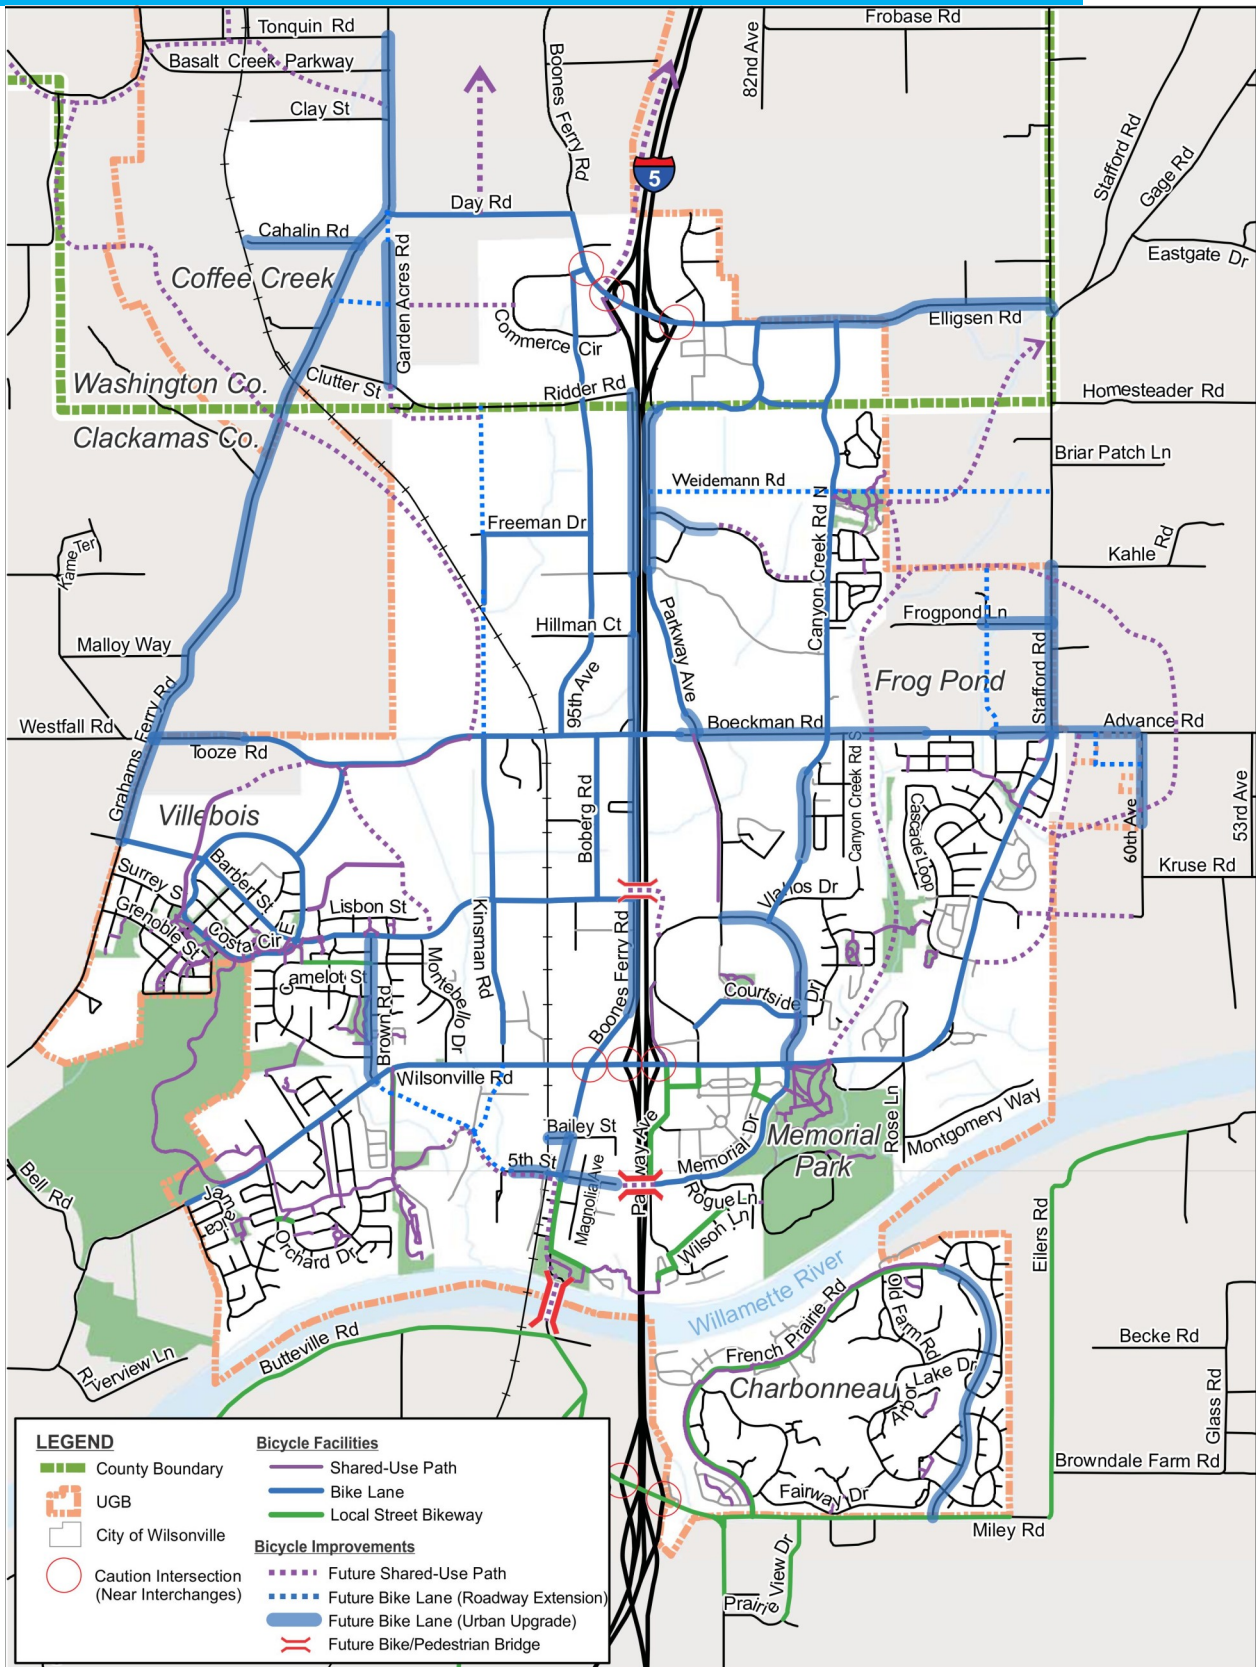 Tonquin Rd
Frobase Rd
Basalt Creek Parkway
Boones Ferry Rd
82nd Ave
Clay St
Stafford Rd
Gage Rd
5
Day Rd
Cahalin Rd
Eastgate Dr
Coffee Creek
Garden Acres Rd
Elligsen Rd
Commerce Cir
Washington Co.
Clutter St
Ridder Rd
Homesteader Rd
Clackamas Co.
Briar Patch Ln
Weidemann Rd
Canyon Creek Rd N
Freeman Dr
Kame Ter
Kahle Rd
Parkway Ave
Frogpond Ln
Hillman Ct
Malloy Way
Stafford Rd
Frog Pond
Grahams Ferry Rd
95th Ave
Westfall Rd
Boeckman Rd
Advance Rd
Tooze Rd
Canyon Creek Rd S
Villebois
Boberg Rd
Cascade Loop
60th Ave
53rd Ave
Barber St
Surrey S
Kruse Rd
Vlahos Dr
Grenoble St
Lisbon St
Costa Cir E
Kinsman Rd
Boones Ferry Rd
Camelot St
Montebello Dr
Courtside Dr
Brown Rd
Wilsonville Rd
Rose Ln
Montgomery Way
Bailey St
Parkway Ave
Memorial Dr
Memorial
Park
5th St
Magnolia Ave
Bell Rd
Jamaica
Rogue Ln
Wilson Ln
Orchard Dr
Eilers Rd
Willamette River
Old Farm Rd
French Prairie Rd
Butteville Rd
Becke Rd
Riverview Ln
Arbor Lake Dr
Charbonneau
Glass Rd
Browndale Farm Rd
Fairway Dr
Miley Rd
Prairie View Dr
LEGEND
County Boundary
UGB
City of Wilsonville
Caution Intersection
(Near Interchanges)
Bicycle Facilities
Shared-Use Path
Bike Lane
Local Street Bikeway
Bicycle Improvements
Future Shared-Use Path
Future Bike Lane (Roadway Extension)
Future Bike Lane (Urban Upgrade)
Future Bike/Pedestrian Bridge